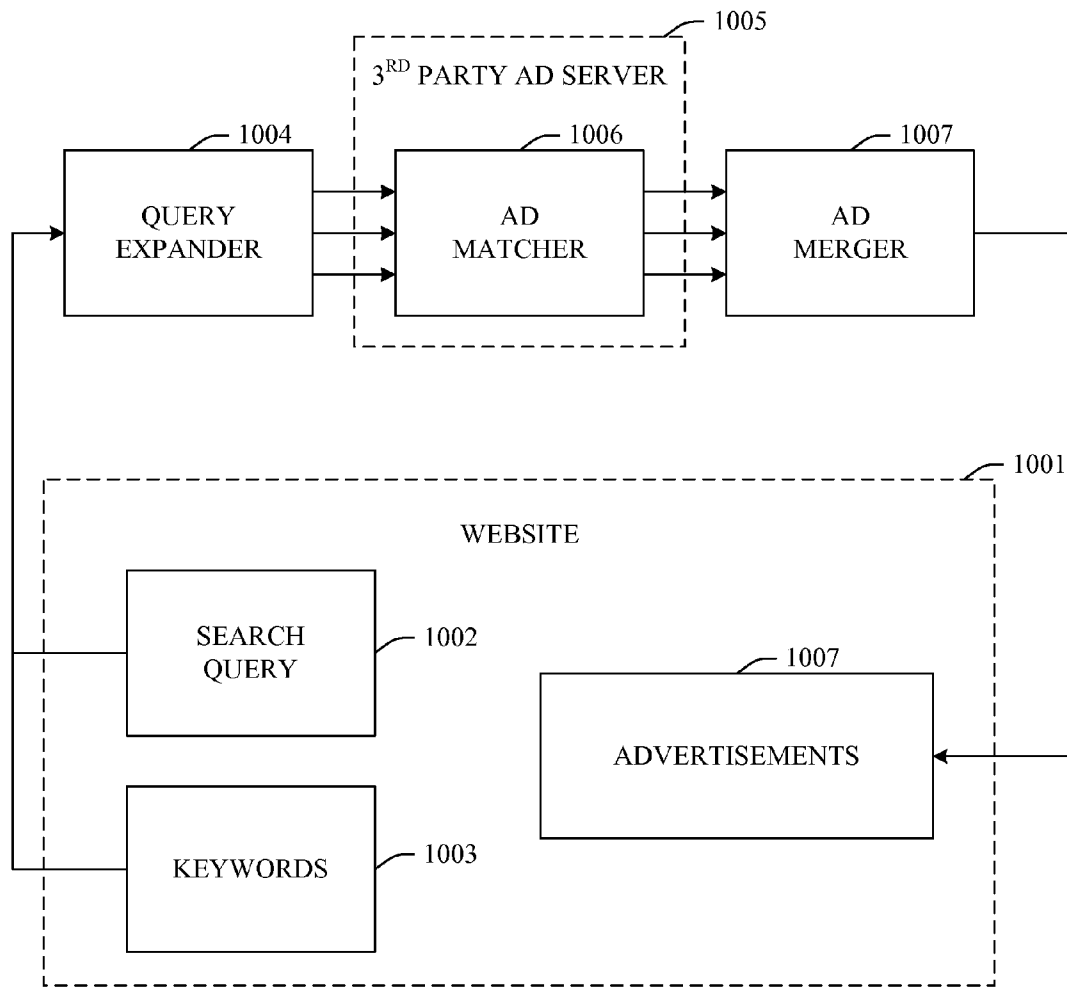 1005
3RD PARTY AD SERVER
1004
1006
1007
QUERY
EXPANDER
AD
MATCHER
AD
MERGER
1001
WEBSITE
SEARCH
QUERY
1002
1007
ADVERTISEMENTS
KEYWORDS
1003